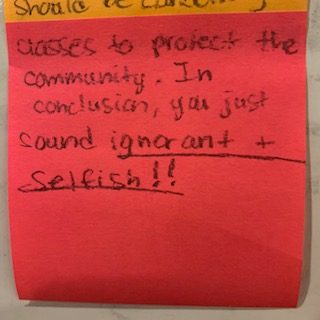 should be
classes to protect the
community. In
conclusion, you just
sound ignorant +
selfish!!